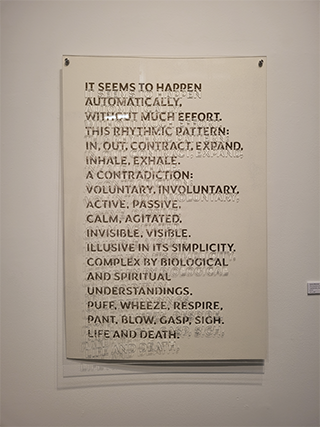 IT SEEMS TO HAPPEN
AUTOMATICALLY,
WITHOUT MUCH EFFORT.
THIS RHYTHMIC PATTERN:
IN, OUT, CONTRACT, EXPAND,
INHALE, EXHALE.
A CONTRADICTION:
VOLUNTARY, INVOLUNTARY,
ACTIVE, PASSIVE.
CALM, AGITATED.
INVISIBLE, VISIBLE.
ILLUSIVE IN ITS SIMPLICITY.
COMPLEX BY BIOLOGICAL
AND SPIRITUAL
UNDERSTANDINGS.
PUFF, WHEEZE, RESPIRE,
PANT, BLOW, GASP, SIGH.
LIFE AND DEATH.